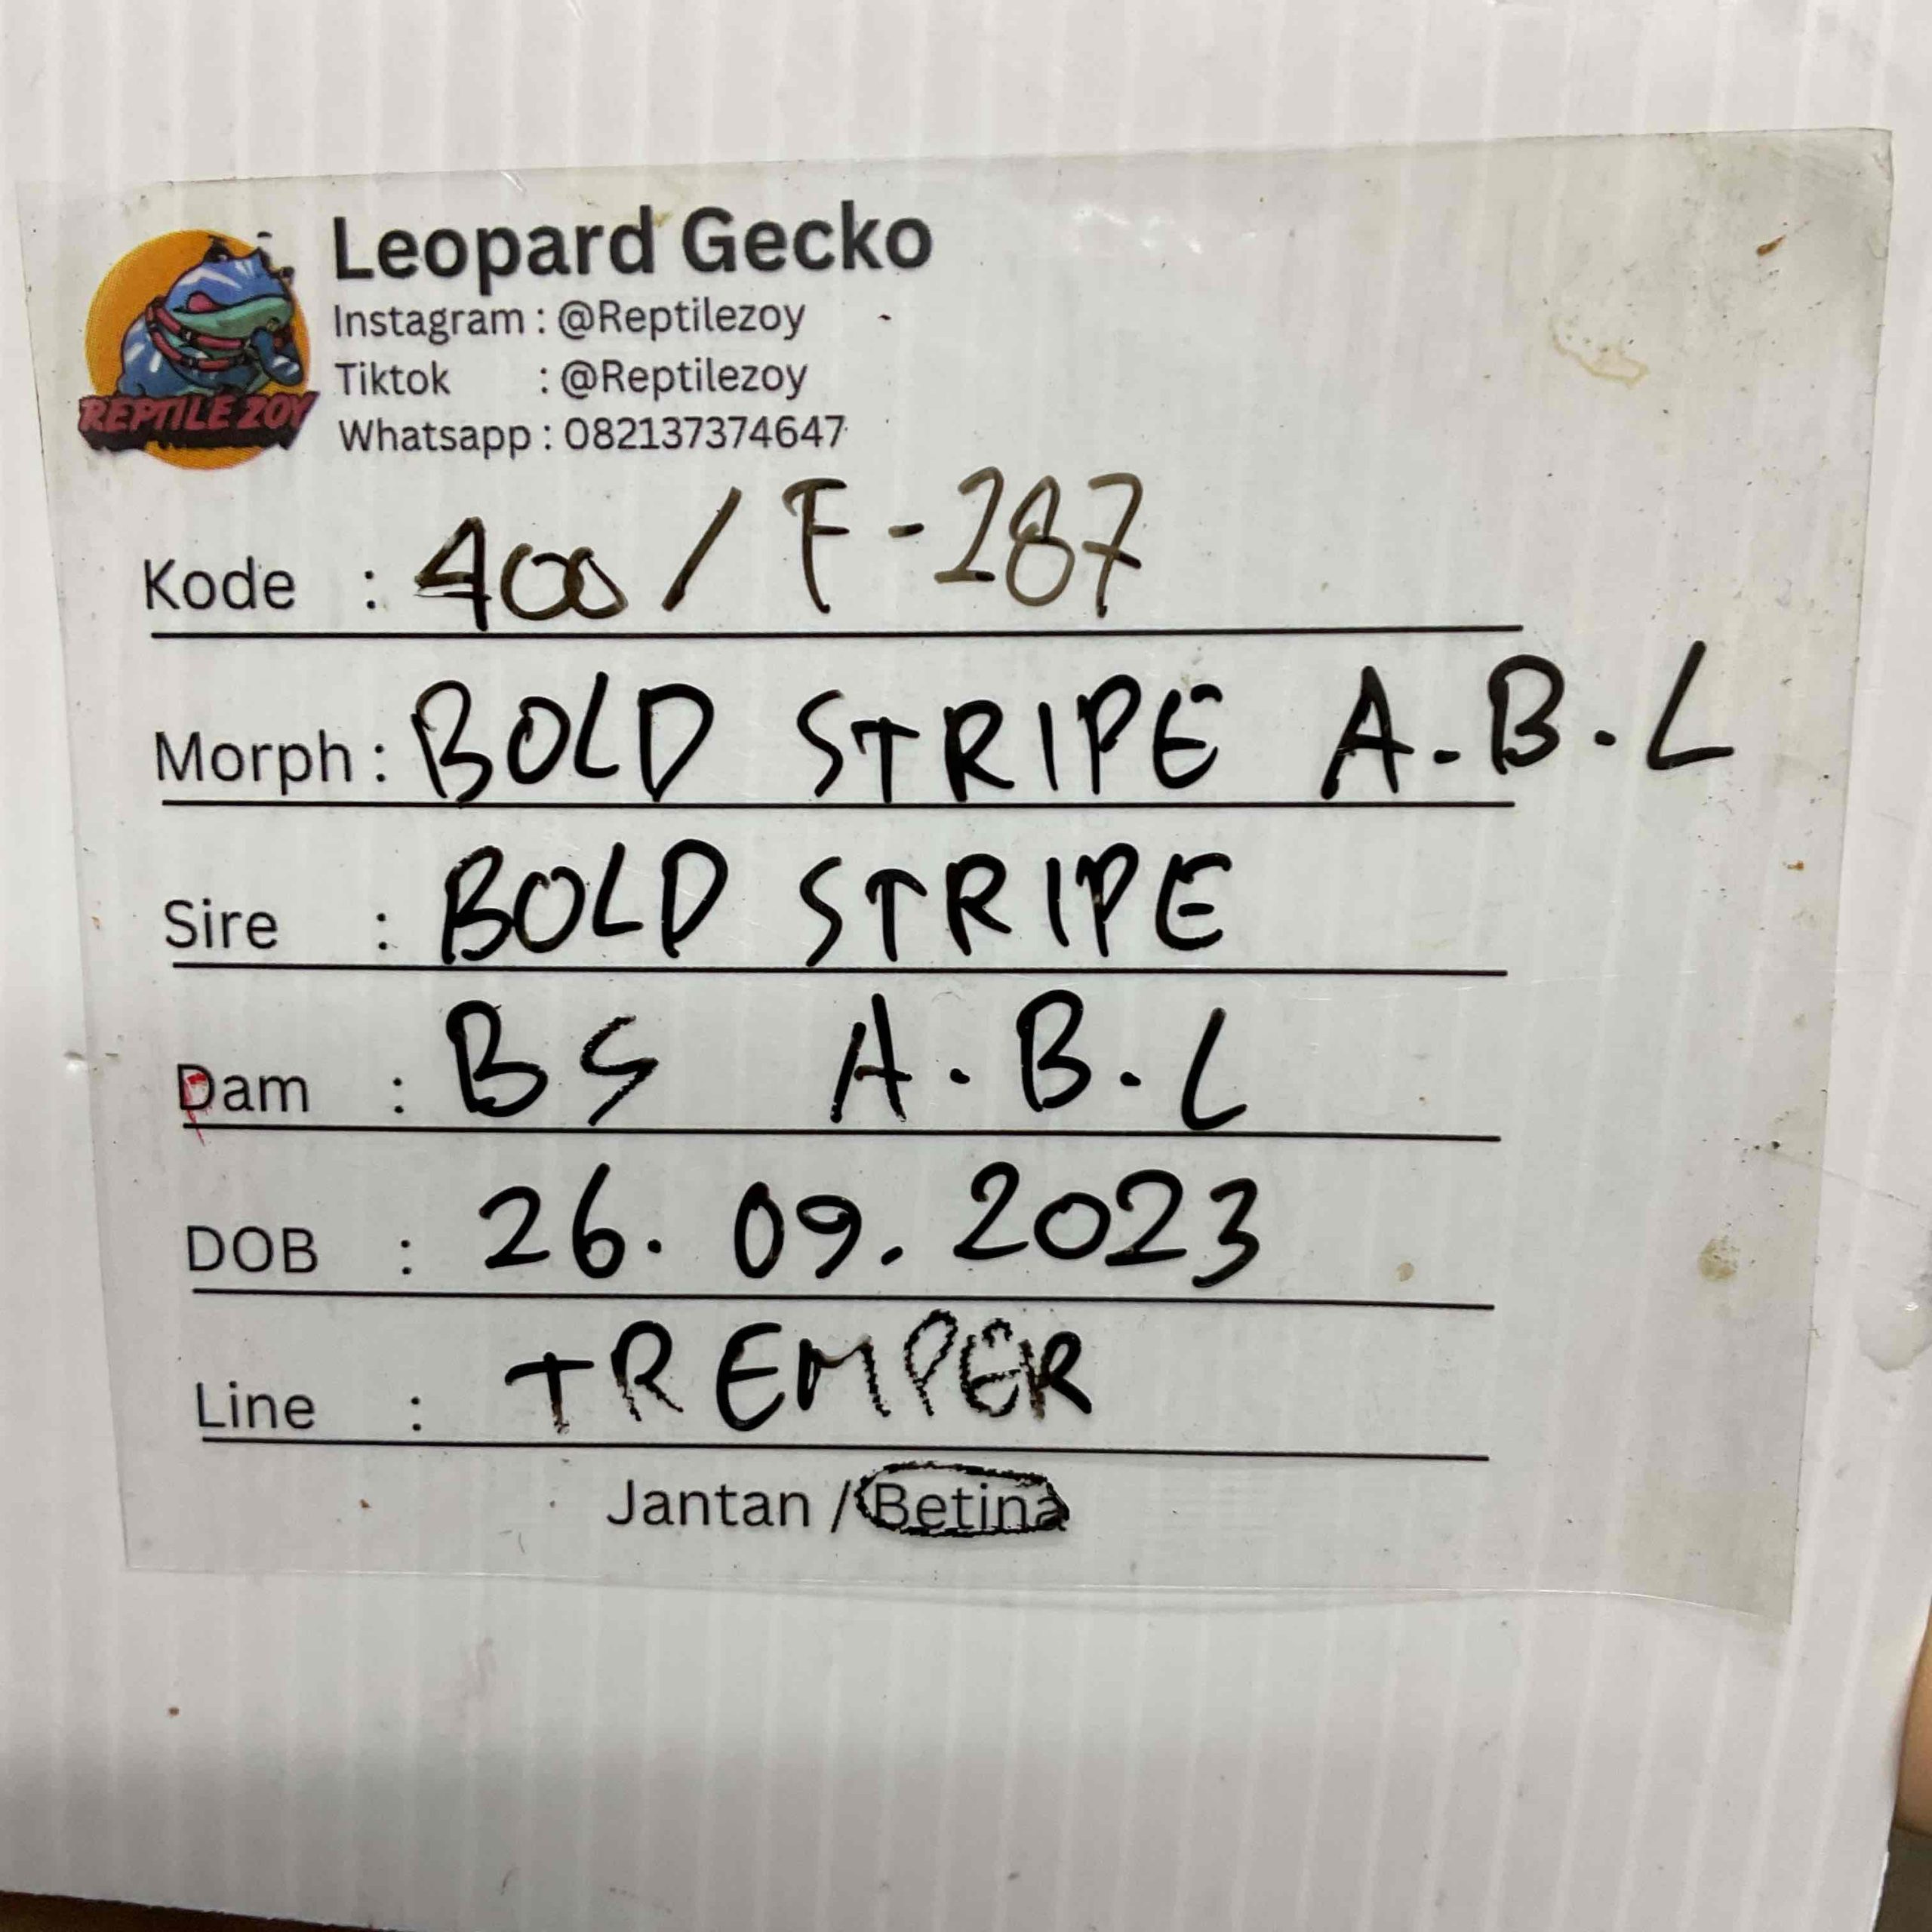 Leopard Gecko
Instagram : @Reptilezoy
Tiktok : @Reptilezoy
Whatsapp : 082137374647
REPTILE ZOY
Kode : 400 / F-287
Morph : BOLD STRIPE A.B.L
Sire : BOLD STRIPE
Dam : BS A.B.L
DOB : 26.09.2023
Line : TREMPER
Jantan / Betina